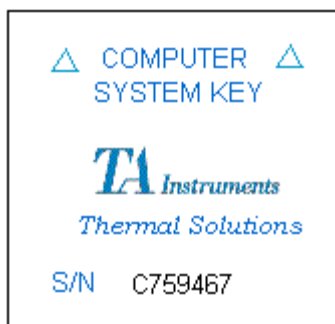 COMPUTER
SYSTEM KEY
TA Instruments
Thermal Solutions
S/N C759467